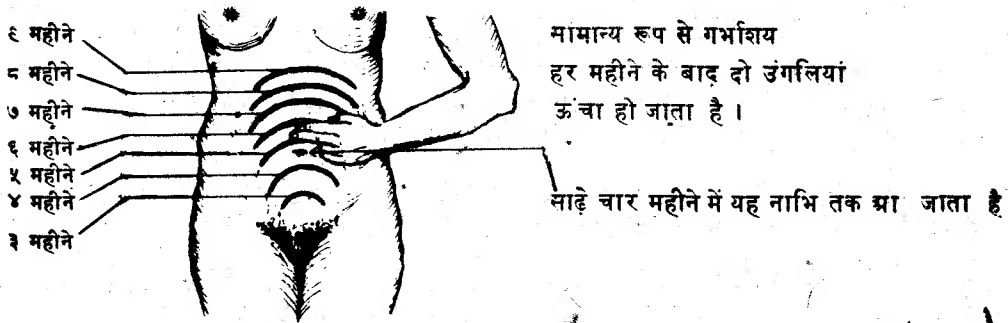 ९ महीने
८ महीने
७ महीने
६ महीने
५ महीने
४ महीने
३ महीने
सामान्य रूप से गर्भाशय
हर महीने के बाद दो उंगलियां
ऊंचा हो जाता है ।
साढ़े चार महीने में यह नाभि तक आ जाता है